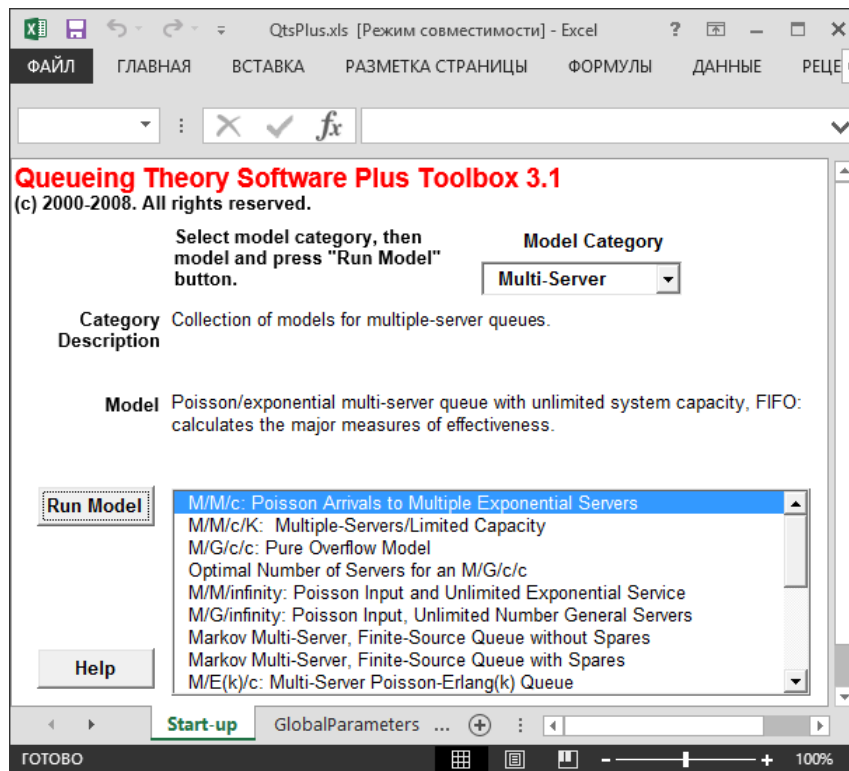 QtsPlus.xls [Режим совместимости] - Excel
ФАЙЛ ГЛАВНАЯ ВСТАВКА РАЗМЕТКА СТРАНИЦЫ ФОРМУЛЫ ДАННЫЕ РЕЦЕ
fx
Queueing Theory Software Plus Toolbox 3.1
(c) 2000-2008. All rights reserved.
Select model category, then
model and press "Run Model"
button.
Model Category
Multi-Server
Category
Description
Collection of models for multiple-server queues.
Model
Poisson/exponential multi-server queue with unlimited system capacity, FIFO:
calculates the major measures of effectiveness.
Run Model
M/M/c: Poisson Arrivals to Multiple Exponential Servers
M/M/c/K: Multiple-Servers/Limited Capacity
M/G/c/c: Pure Overflow Model
Optimal Number of Servers for an M/G/c/c
M/M/infinity: Poisson Input and Unlimited Exponential Service
M/G/infinity: Poisson Input, Unlimited Number General Servers
Markov Multi-Server, Finite-Source Queue without Spares
Markov Multi-Server, Finite-Source Queue with Spares
M/E(k)/c: Multi-Server Poisson-Erlang(k) Queue
Help
Start-up GlobalParameters ...
ГОТОВО 100%